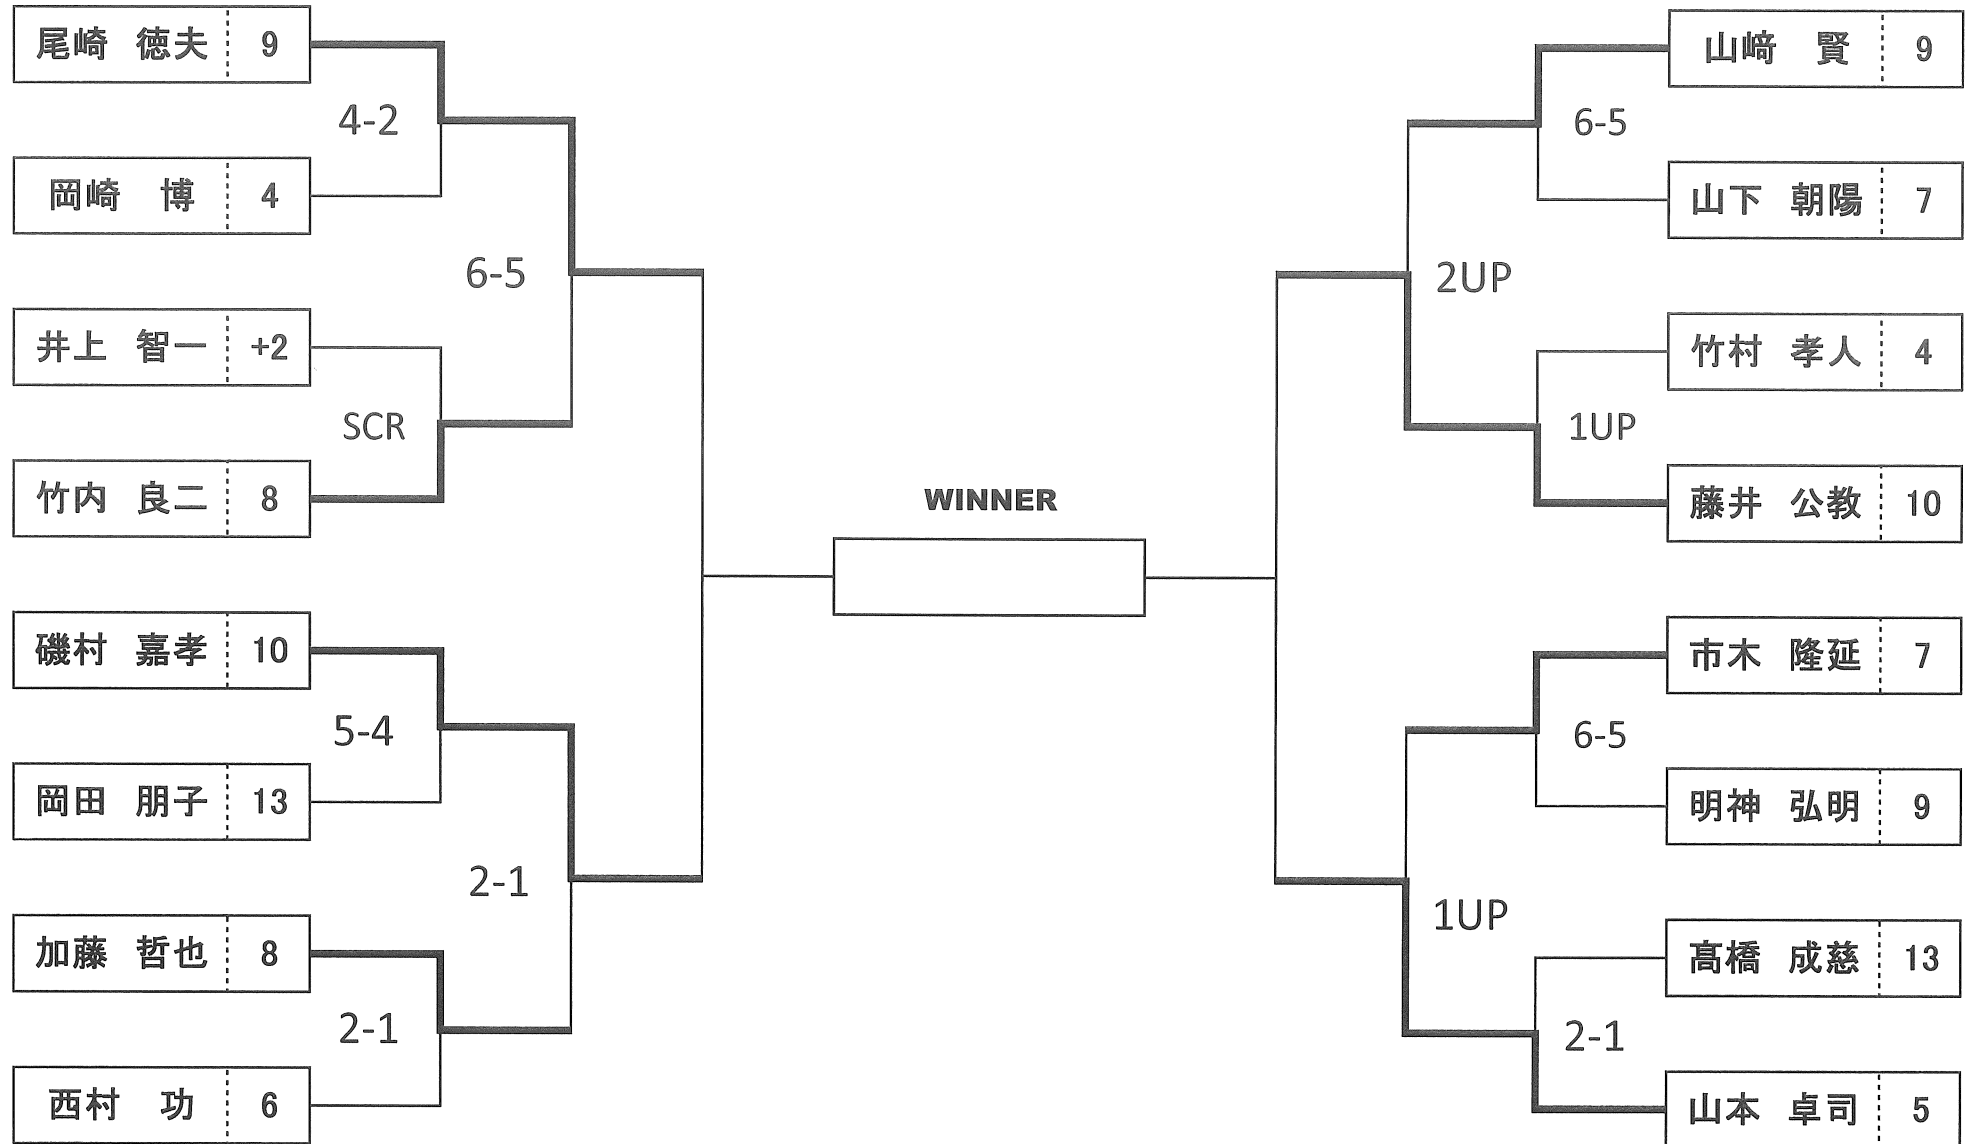 尾崎 徳夫 9
4-2
岡崎 博 4
6-5
井上 智一 +2
SCR
竹内 良二 8
磯村 嘉孝 10
5-4
岡田 朋子 13
2-1
加藤 哲也 8
2-1
西村 功 6
WINNER
山﨑 賢 9
6-5
山下 朝陽 7
2UP
竹村 孝人 4
1UP
藤井 公教 10
市木 隆延 7
6-5
明神 弘明 9
1UP
髙橋 成慈 13
2-1
山本 卓司 5